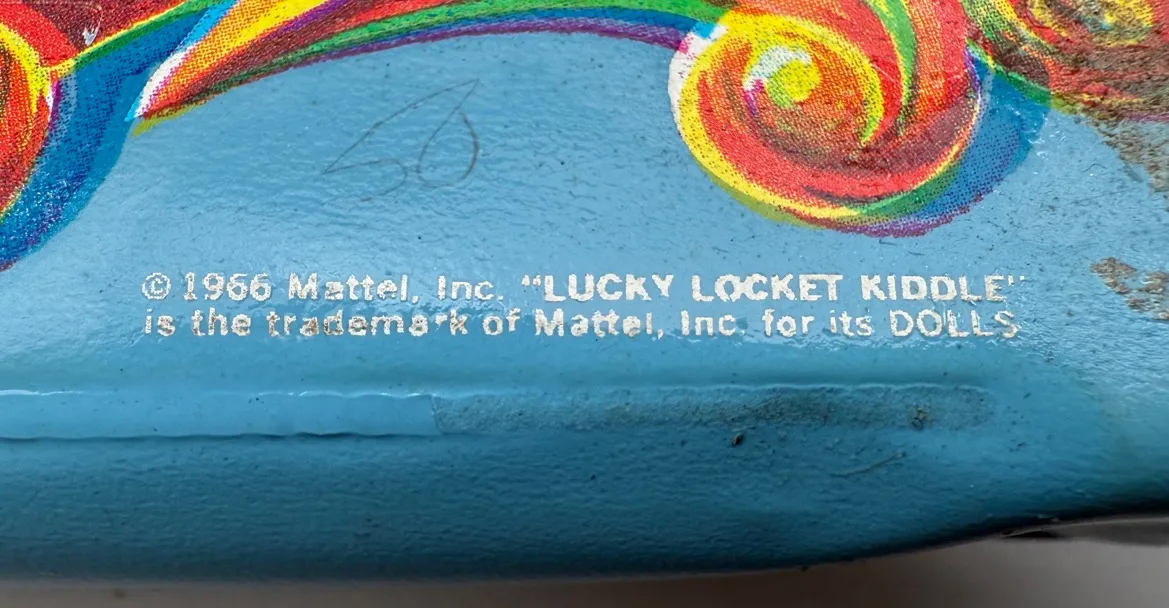 50
© 1966 Mattel, Inc. "LUCKY LOCKET KIDDLE"
is the trademark of Mattel, Inc. for its DOLLS